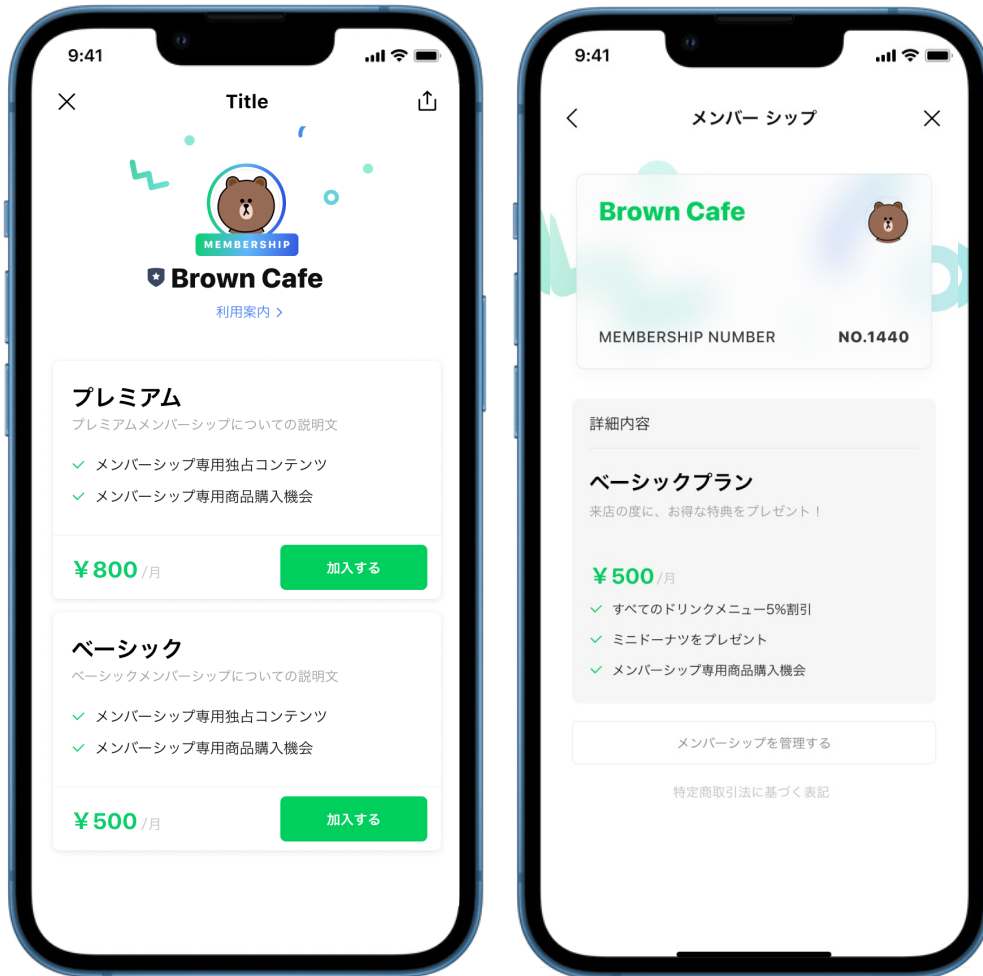 9:41
Title
MEMBERSHIP
Brown Cafe
利用案内 >
プレミアム
プレミアムメンバーシップについての説明文
メンバーシップ専用独占コンテンツ
メンバーシップ専用商品購入機会
¥800 /月
加入する
ベーシック
ベーシックメンバーシップについての説明文
メンバーシップ専用独占コンテンツ
メンバーシップ専用商品購入機会
¥500 /月
加入する
9:41
メンバー シップ
Brown Cafe
MEMBERSHIP NUMBER NO.1440
詳細内容
ベーシックプラン
来店の度に、お得な特典をプレゼント！
¥500 /月
すべてのドリンクメニュー5%割引
ミニドーナツをプレゼント
メンバーシップ専用商品購入機会
メンバーシップを管理する
特定商取引法に基づく表記